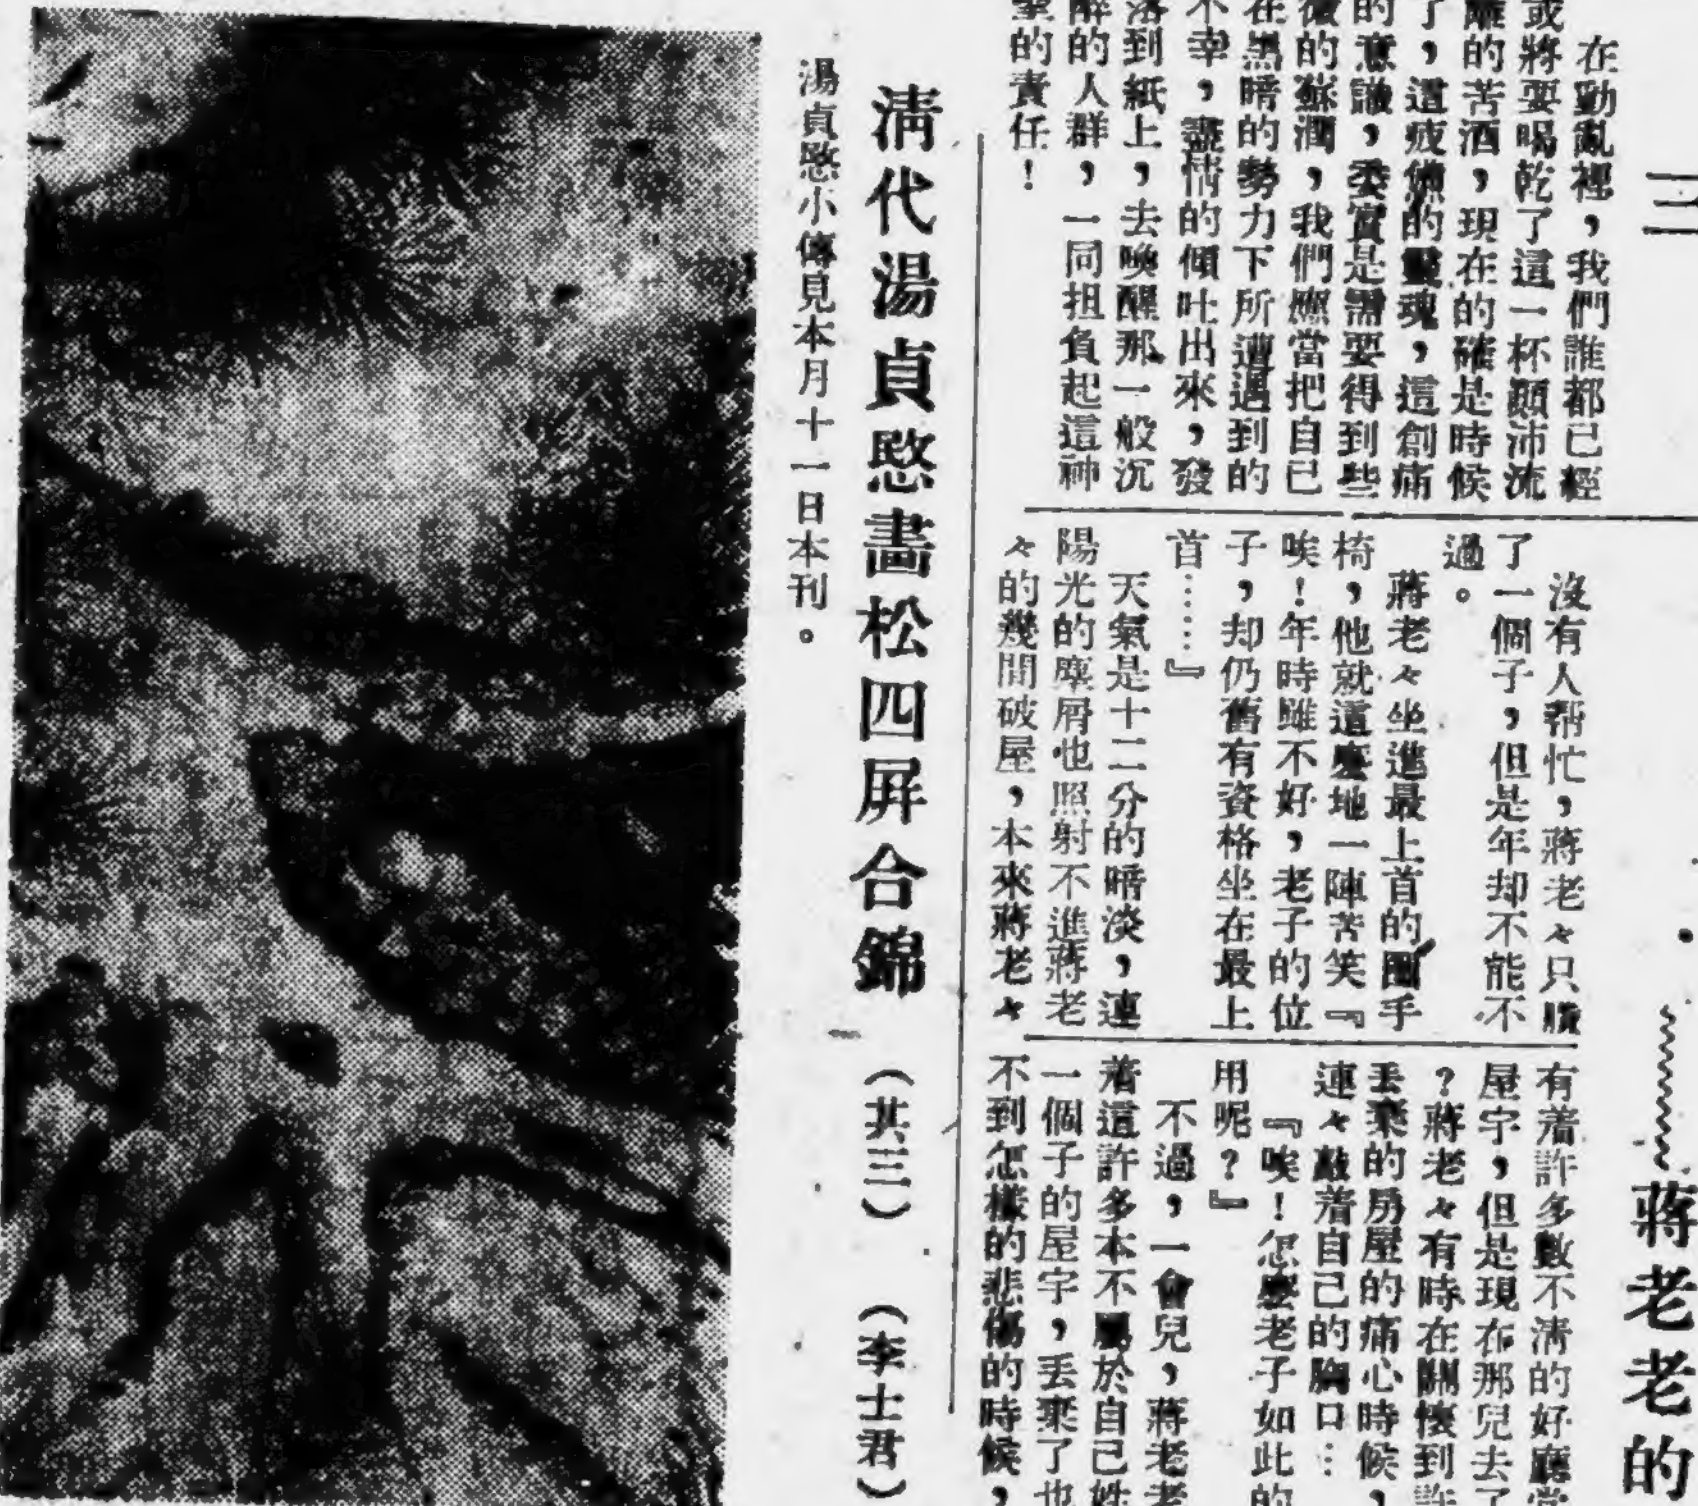 三
在動亂裡，我們誰都已經
或將要喝乾了這一杯顛沛流
離的苦酒，現在的確是時候
了，這疲憊的靈魂，這創痛
的意識，委實是需要得到些
微的蘇潤，我們應當把自己
在黑暗的勢力下所遭遇到的
不幸，盡情的傾吐出來，發
落到紙上，去喚醒那一般沉
醉的人群，一同担負起這神
聖的責任！
蔣老老的
沒有人幫忙，蔣老々只賸
了一個子，但是年却不能不
過。
蔣老々坐進最上首的圈手
椅，他就這麼地一陣苦笑『
唉！年時雖不好，老子的位
子，却仍舊有資格坐在最上
首……』
天氣是十二分的暗淡，連
陽光的塵屑也照射不進蔣老
々的幾間破屋，本來蔣老々
有着許多數不清的好廳堂
屋宇，但是現在那兒去了
？蔣老々有時在關懷到許
丟棄的房屋的痛心時候，
連々敲着自己的胸口…
『唉！怎麼老子如此的
用呢？』
不過，一會兒，蔣老老
着這許多本不屬於自己姓
一個子的屋宇，丟棄了也
不到怎樣的悲傷的時候，
清代湯貞愍畵松四屏合錦（其三）（李士君）
湯貞愍小傳見本月十一日本刊。